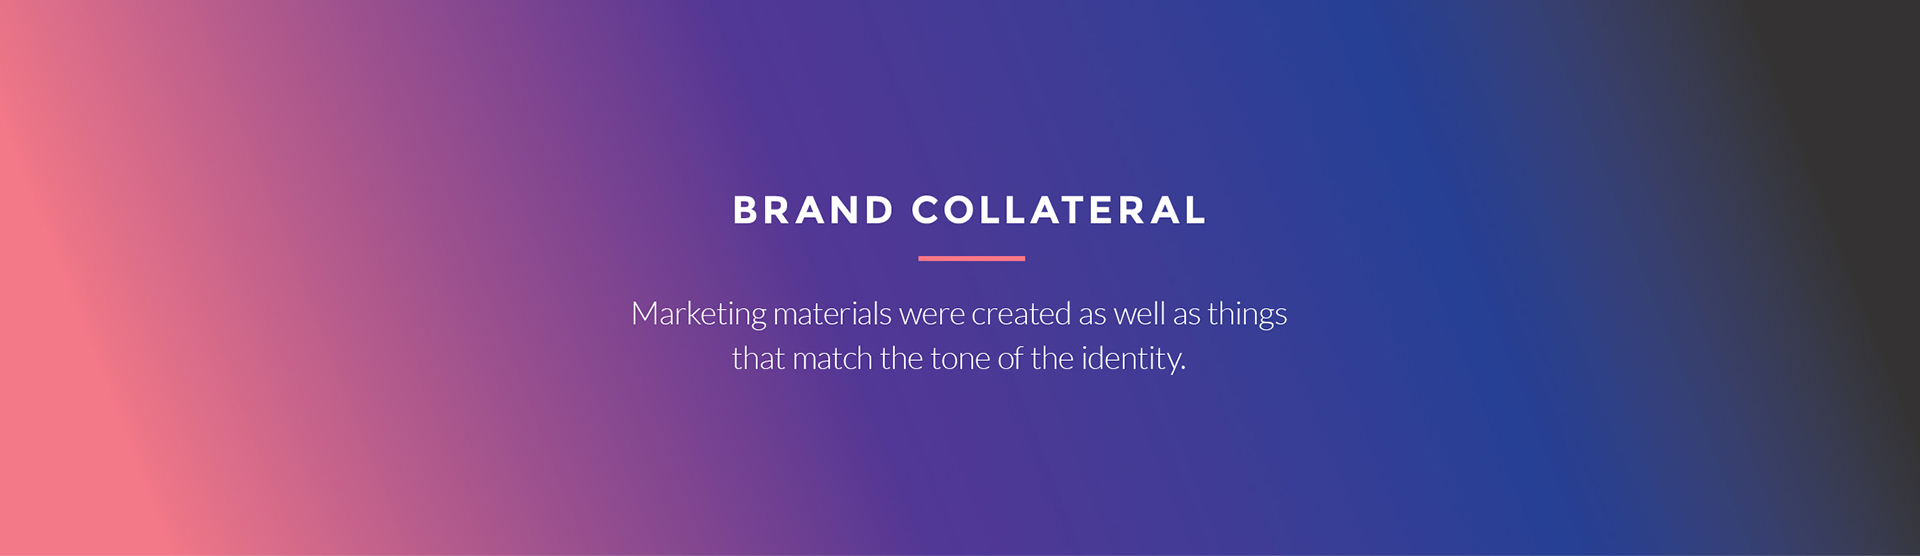 BRAND COLLATERAL
Marketing materials were created as well as things
that match the tone of the identity.